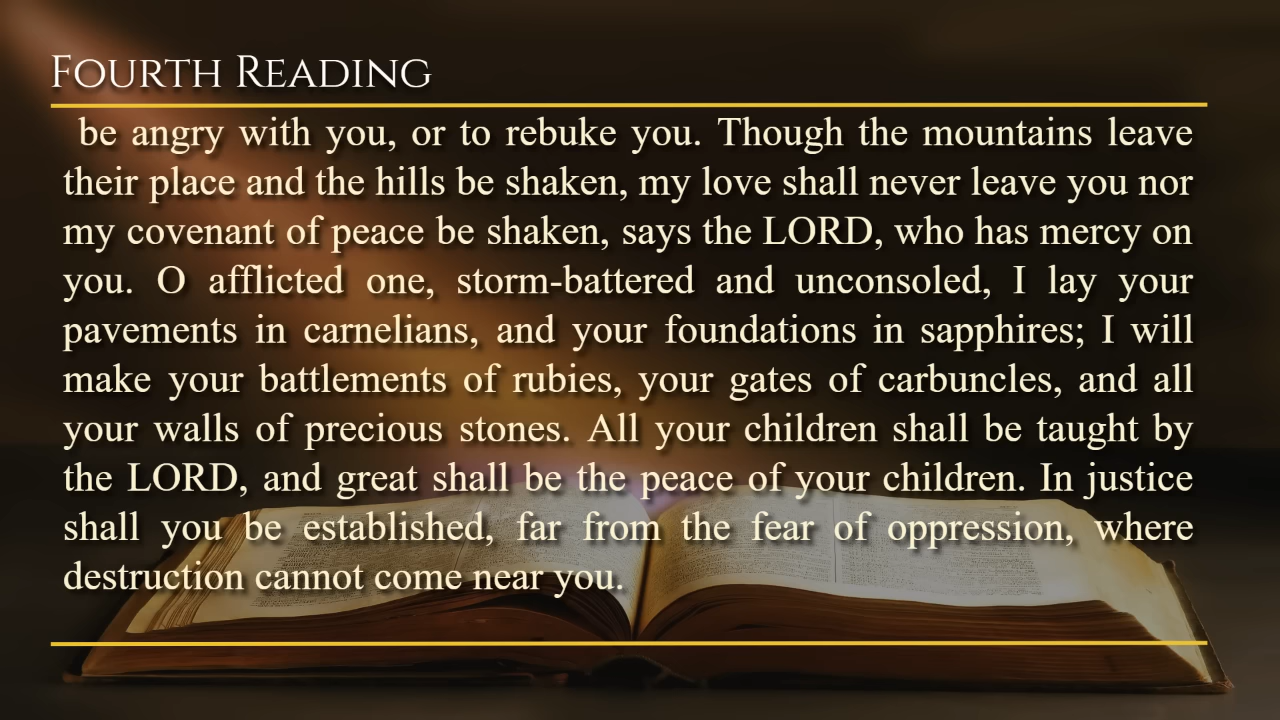 Fourth Reading
be angry with you, or to rebuke you. Though the mountains leave
their place and the hills be shaken, my love shall never leave you nor
my covenant of peace be shaken, says the LORD, who has mercy on
you. O afflicted one, storm-battered and unconsoled, I lay your
pavements in carnelians, and your foundations in sapphires; I will
make your battlements of rubies, your gates of carbuncles, and all
your walls of precious stones. All your children shall be taught by
the LORD, and great shall be the peace of your children. In justice
shall you be established, far from the fear of oppression, where
destruction cannot come near you.